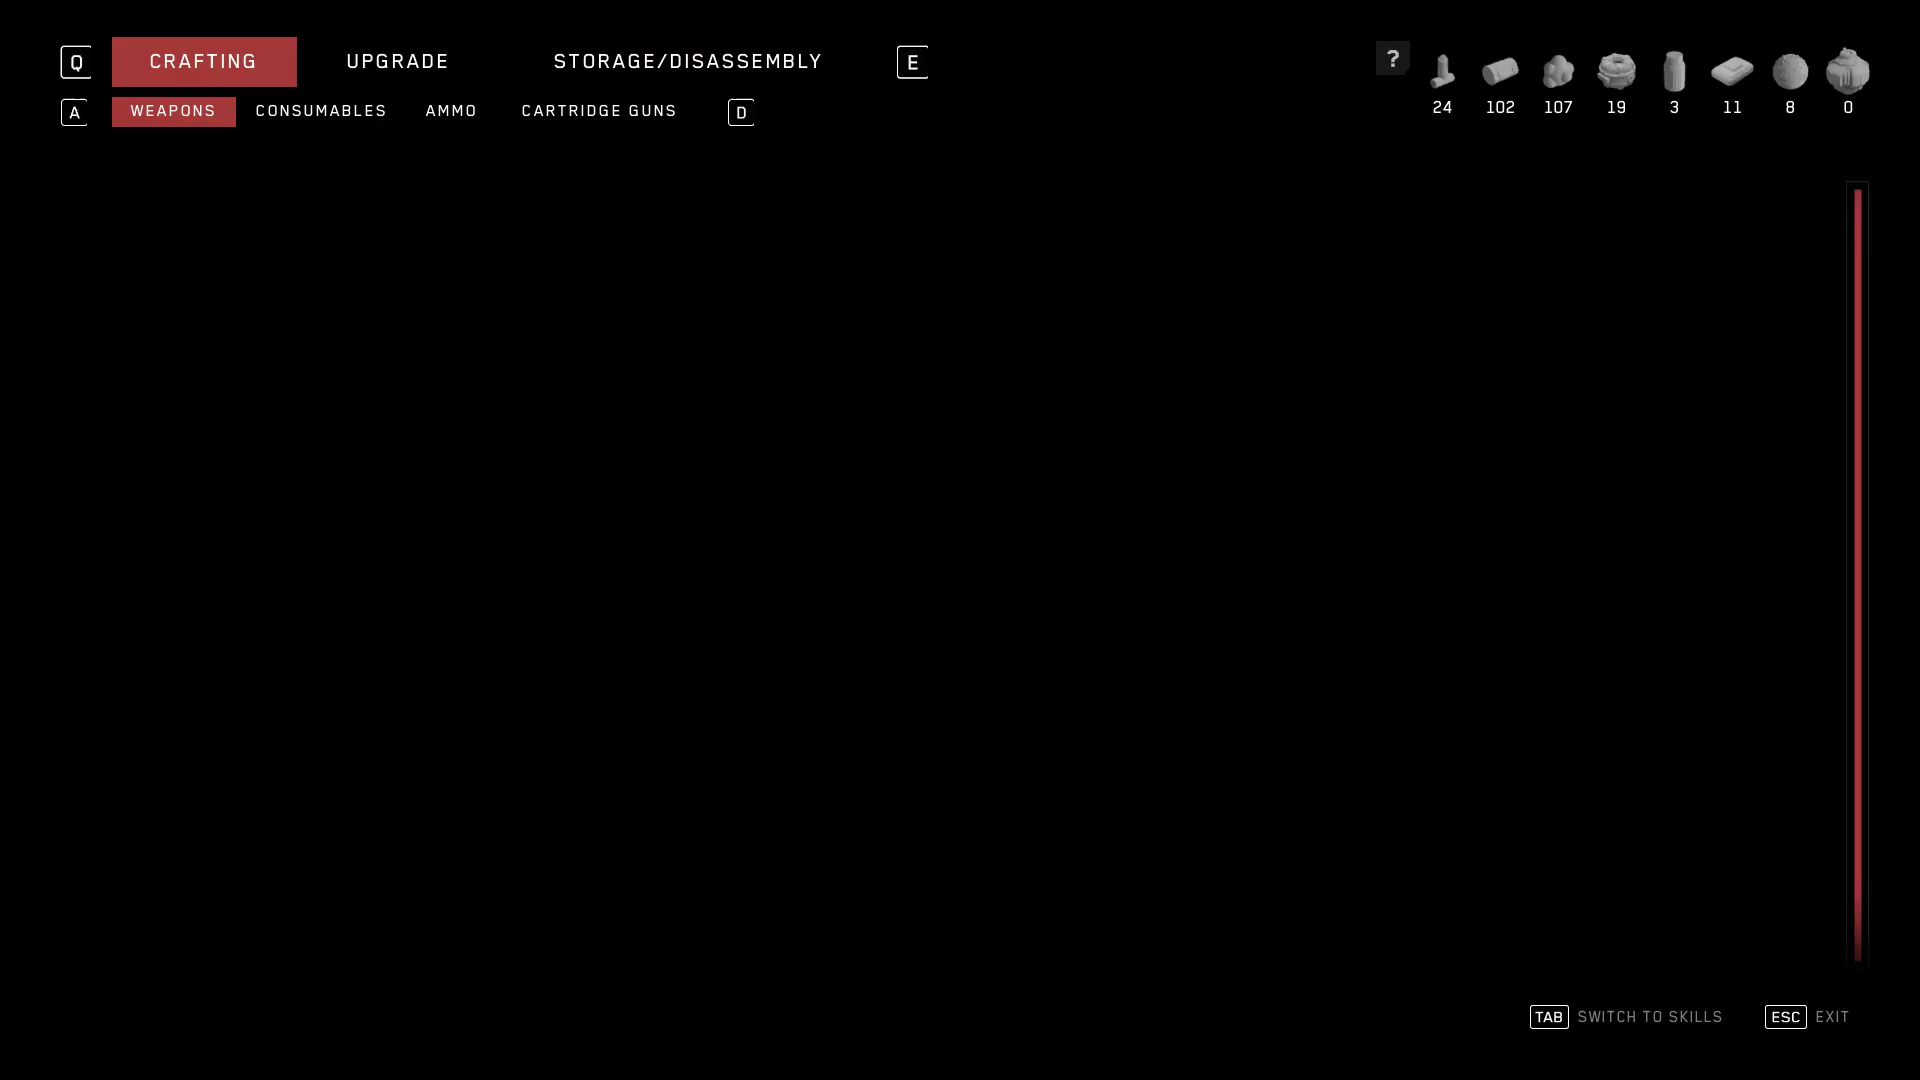 Q CRAFTING UPGRADE STORAGE/DISASSEMBLY E ?
A WEAPONS CONSUMABLES AMMO CARTRIDGE GUNS D
24 102 107 19 3 11 8 0
TAB SWITCH TO SKILLS ESC EXIT